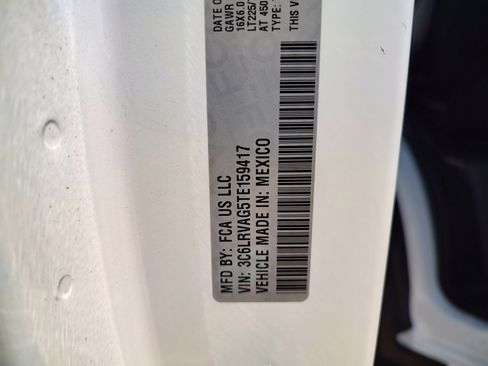 DATE O
GAWR
16X6.0
LT225/
AT 450
TYPE:
THIS V
MFD BY: FCA US LLC
VIN: 3C6LRVAG5TE159417
VEHICLE MADE IN: MEXICO